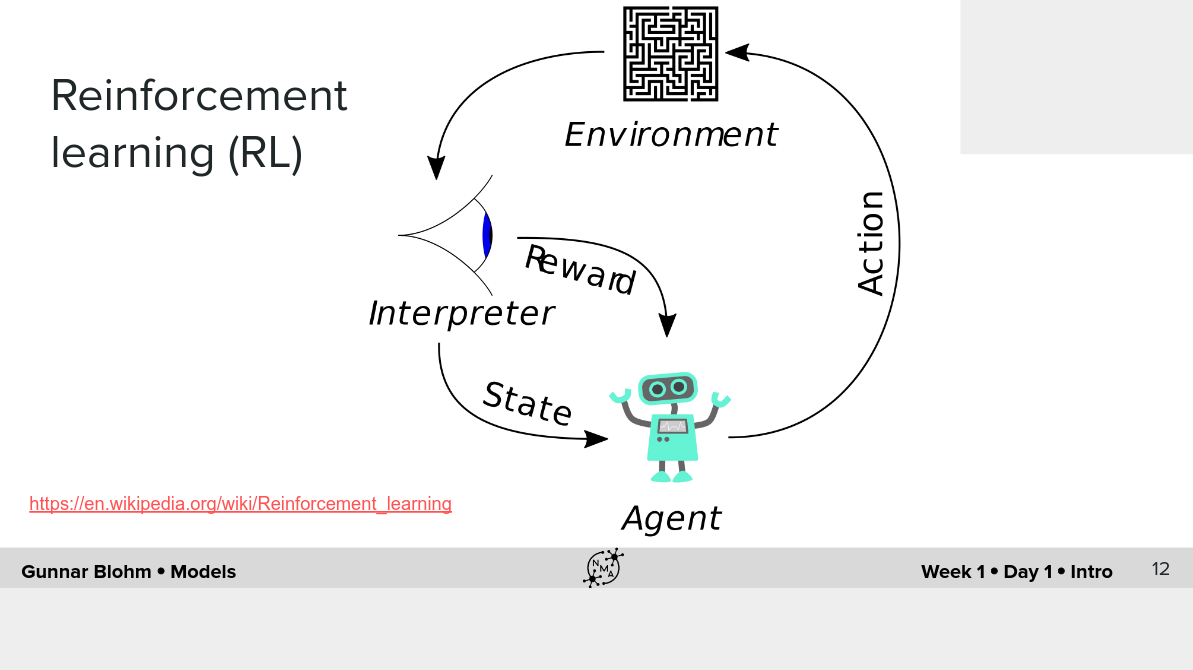 Reinforcement
learning (RL)
Environment
Action
Reward
Interpreter
State
https://en.wikipedia.org/wiki/Reinforcement_learning
Agent
Gunnar Blohm • Models
NMA
Week 1 • Day 1 • Intro
12